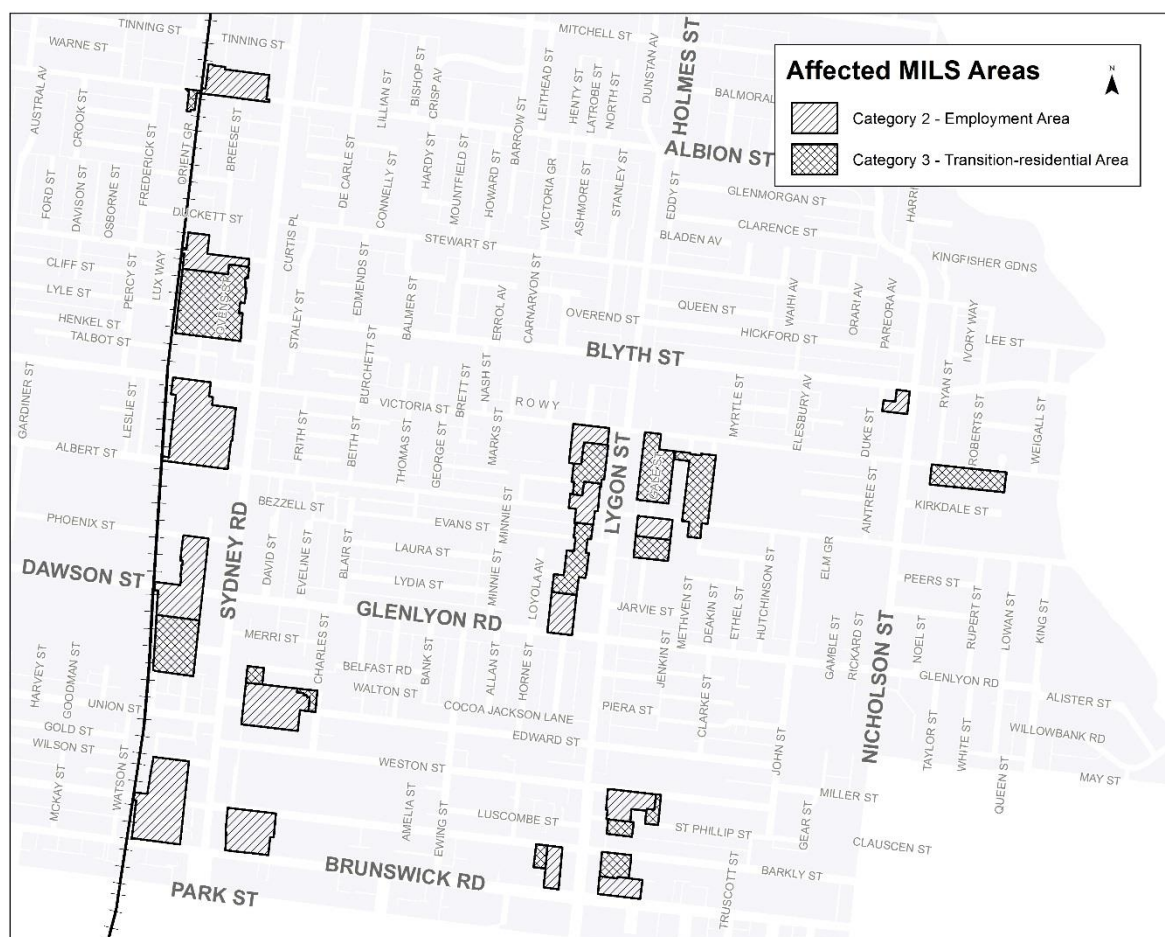 TINNING ST
TINNING ST
WARNE ST
MITCHELL ST
HOLMES ST
DUNSTAN AV
BALMORAL
AUSTRAL AV
CROOK ST
ORIENT GR
BREESE ST
LILLIAN ST
BISHOP ST
CRISP AV
LEITHEAD ST
HENTY ST
LATROBE ST
NORTH ST
Affected MILS Areas
N
Category 2 - Employment Area
Category 3 - Transition-residential Area
ALBION ST
FORD ST
DAVISON ST
OSBORNE ST
FREDERICK ST
DUCKETT ST
DE CARLE ST
CONNELLY ST
HARDY ST
MOUNTFIELD ST
HOWARD ST
BARROW ST
VICTORIA GR
ASHMORE ST
STANLEY ST
EDDY ST
GLENMORGAN ST
HARRI
CLARENCE ST
BLADEN AV
STEWART ST
KINGFISHER GDNS
CLIFF ST
LYLE ST
PERCY ST
LUX WAY
CURTIS PL
HENKEL ST
TALBOT ST
STALEY ST
EDMENDS ST
BALMER ST
ERROL AV
CARNARVON ST
OVEREND ST
QUEEN ST
HICKFORD ST
WAIHI AV
ORARI AV
PAREORA AV
IVORY WAY
LEE ST
BLYTH ST
GARDINER ST
LESLIE ST
ALBERT ST
FRITH ST
BEITH ST
BURCHETT ST
VICTORIA ST
THOMAS ST
GEORGE ST
BRETT ST
NASH ST
MARKS ST
ROWY
LYGON ST
MYRTLE ST
ELESBURY AV
DUKE ST
RYAN ST
ROBERTS ST
WEIGALL ST
AINTREE ST
KIRKDALE ST
PHOENIX ST
BEZZELL ST
EVANS ST
MINNIE ST
LAURA ST
LYDIA ST
DAWSON ST
SYDNEY RD
DAVID ST
EVELINE ST
BLAIR ST
GLENLYON RD
MINNIE ST
LOYOLA AV
JARVIE ST
METHVEN ST
DEAKIN ST
ETHEL ST
HUTCHINSON ST
ELM GR
PEERS ST
NICHOLSON ST
GAMBLE ST
RICKARD ST
NOEL ST
RUPERT ST
LOWAN ST
KING ST
MERRI ST
CHARLES ST
BELFAST RD
WALTON ST
BANK ST
ALLAN ST
HORNE ST
JENKIN ST
CLARKE ST
PIERA ST
GLENLYON RD
ALISTER ST
HARVEY ST
GOODMAN ST
UNION ST
GOLD ST
WILSON ST
COCOA JACKSON LANE
EDWARD ST
WILLOWBANK RD
TAYLOR ST
WHITE ST
QUEEN ST
MAY ST
MCKAY ST
WATSON ST
WESTON ST
JOHN ST
MILLER ST
AMELIA ST
EWING ST
LUSCOMBE ST
ST PHILLIP ST
GEAR ST
CLAUSCEN ST
BRUNSWICK RD
BARKLY ST
TRUSCOTT ST
PARK ST